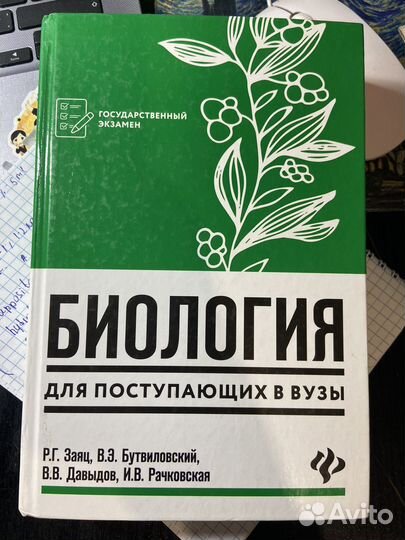 ГОСУДАРСТВЕННЫЙ
ЭКЗАМЕН
БИОЛОГИЯ
ДЛЯ ПОСТУПАЮЩИХ В ВУЗЫ
Р.Г. Заяц, В.Э. Бутвиловский,
В.В. Давыдов, И.В. Рачковская
Avito